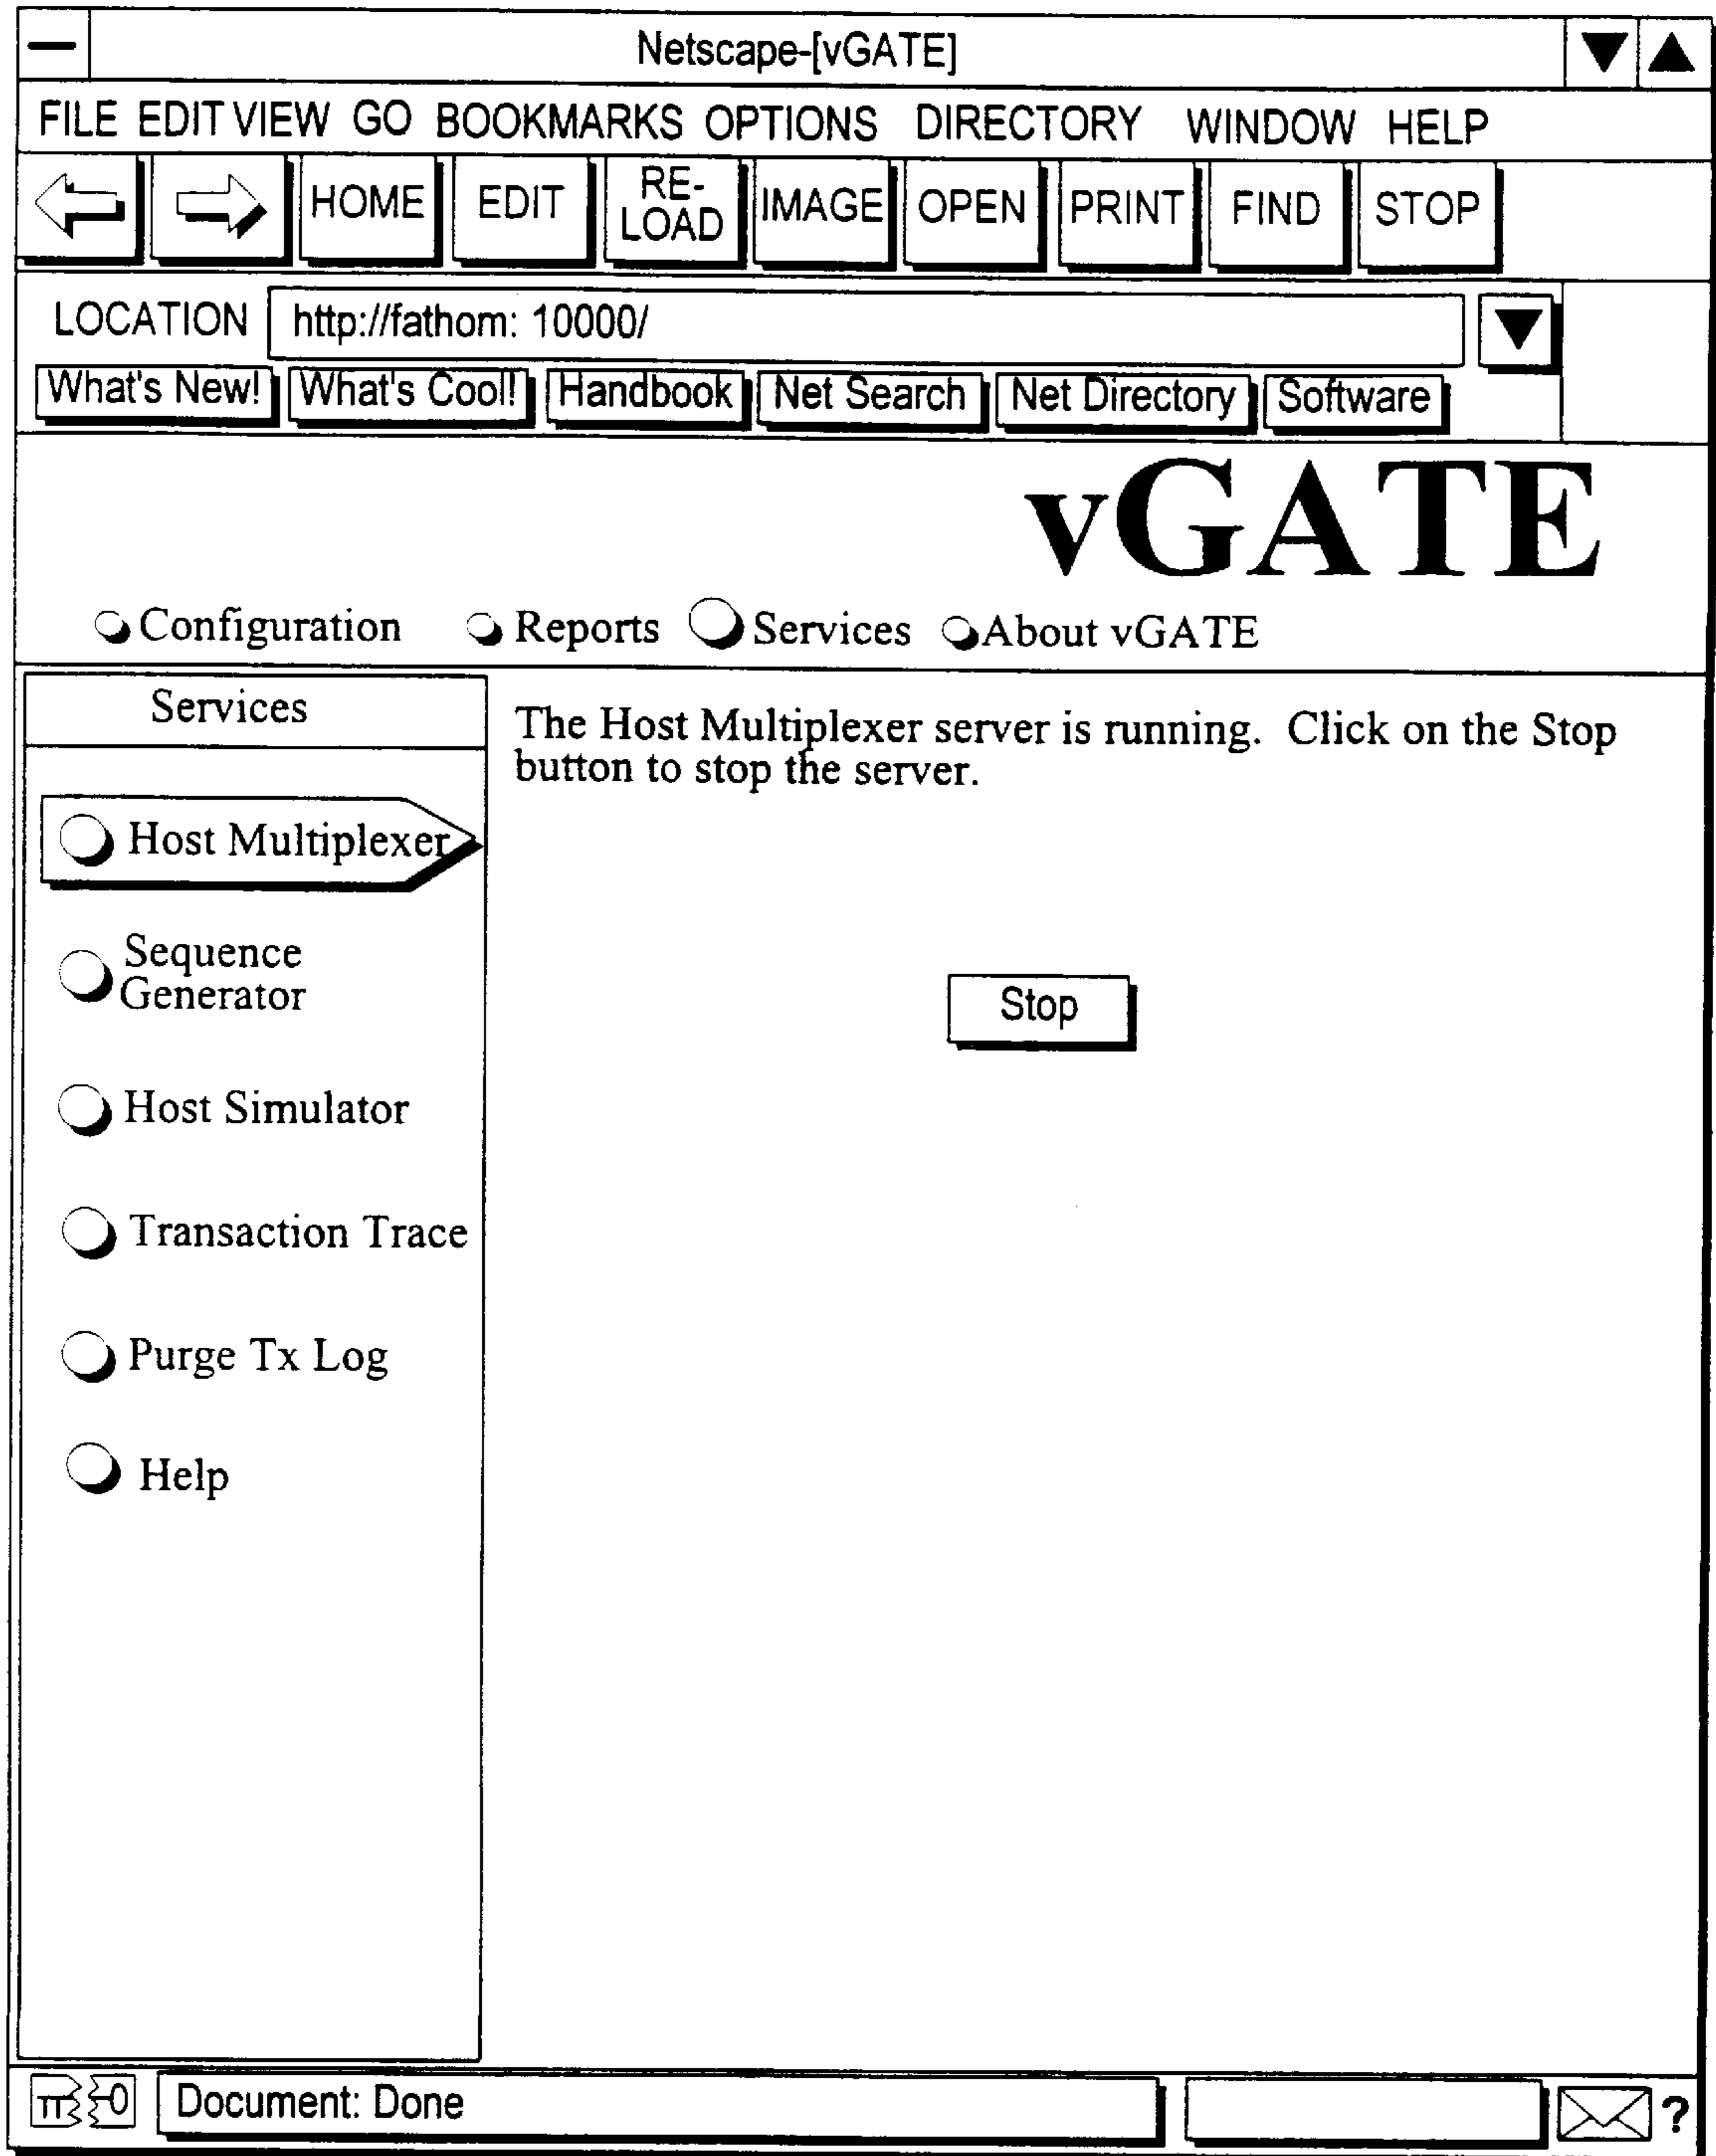 Netscape-[vGATE]
FILE EDIT VIEW GO BOOKMARKS OPTIONS DIRECTORY WINDOW HELP
HOME EDIT RE-LOAD IMAGE OPEN PRINT FIND STOP
LOCATION http://fathom: 10000/
What's New! What's Cool! Handbook Net Search Net Directory Software
vGATE
Configuration Reports Services About vGATE
Services
The Host Multiplexer server is running. Click on the Stop
button to stop the server.
Host Multiplexer
Sequence
Generator
Stop
Host Simulator
Transaction Trace
Purge Tx Log
Help
Document: Done
?